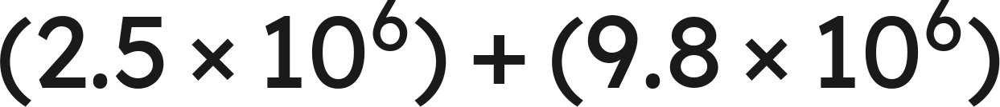 (2.5 × 10⁶) + (9.8 × 10⁶)